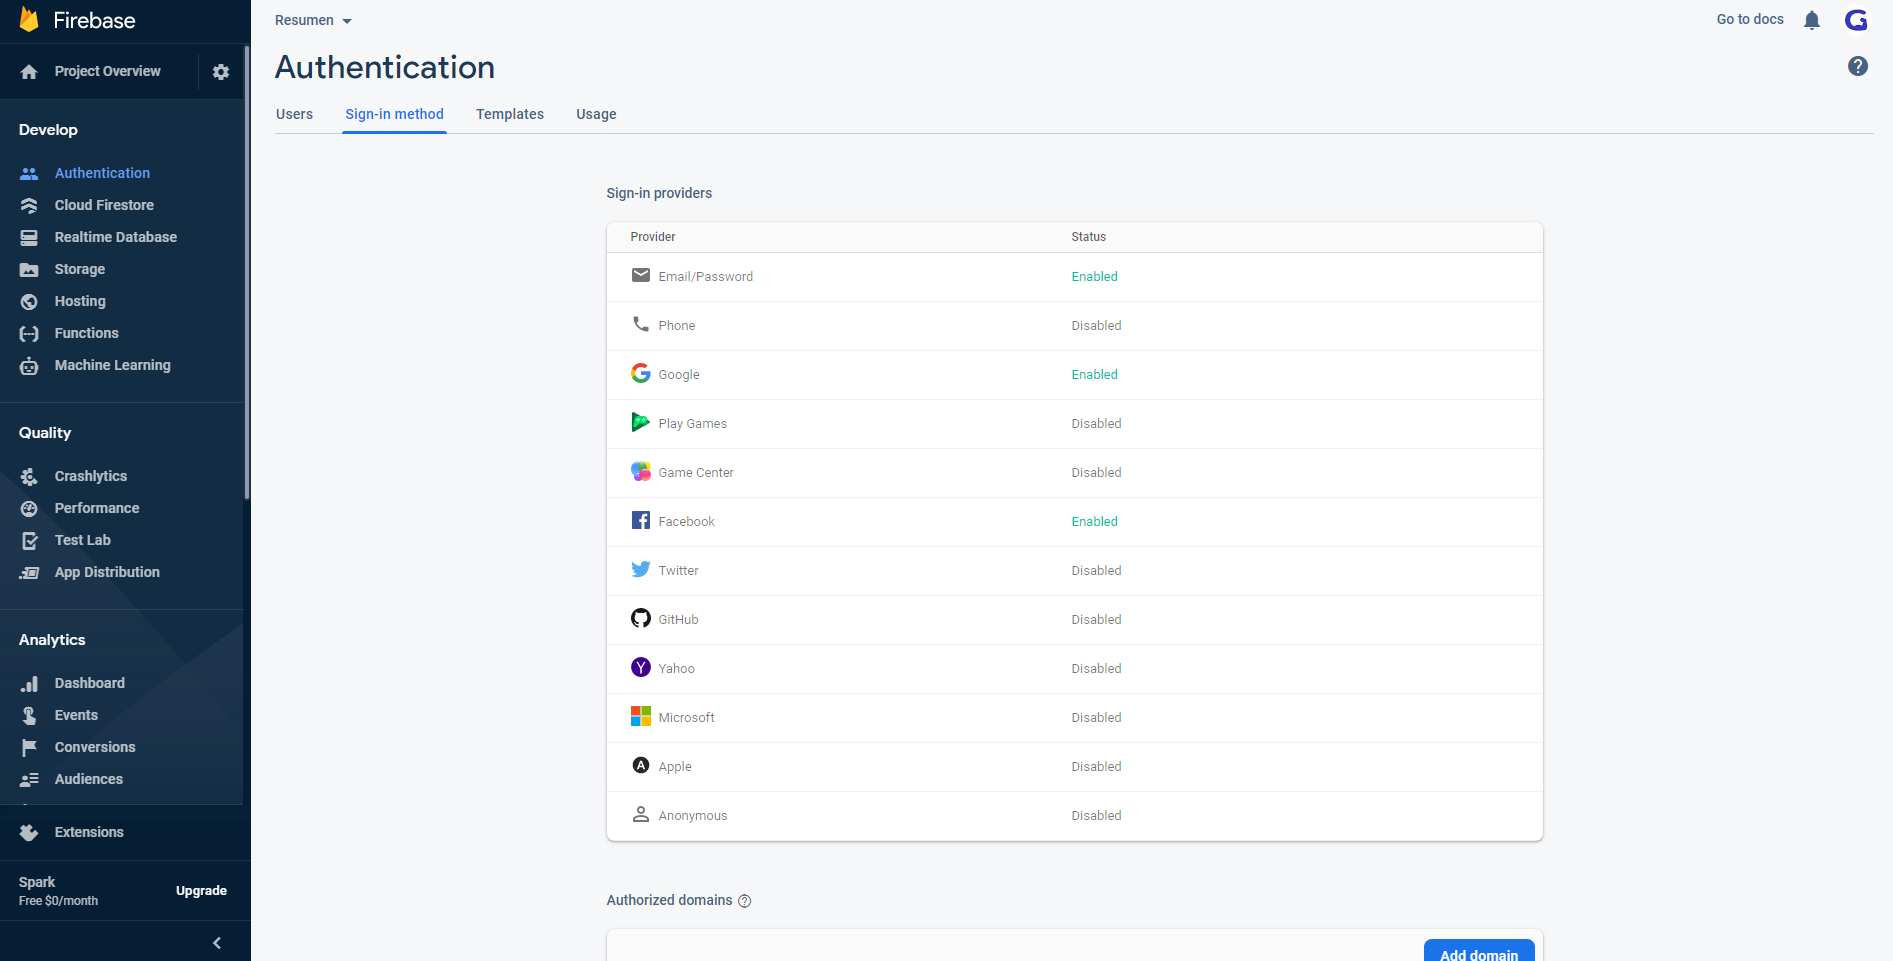 Firebase
Project Overview
Develop
Authentication
Cloud Firestore
Realtime Database
Storage
Hosting
Functions
Machine Learning
Quality
Crashlytics
Performance
Test Lab
App Distribution
Analytics
Dashboard
Events
Conversions
Audiences
Extensions
Spark
Free $0/month
Upgrade
Resumen
Go to docs
Authentication
Users Sign-in method Templates Usage
Sign-in providers
Provider Status
Email/Password Enabled
Phone Disabled
Google Enabled
Play Games Disabled
Game Center Disabled
Facebook Enabled
Twitter Disabled
GitHub Disabled
Yahoo Disabled
Microsoft Disabled
Apple Disabled
Anonymous Disabled
Authorized domains
Add domain